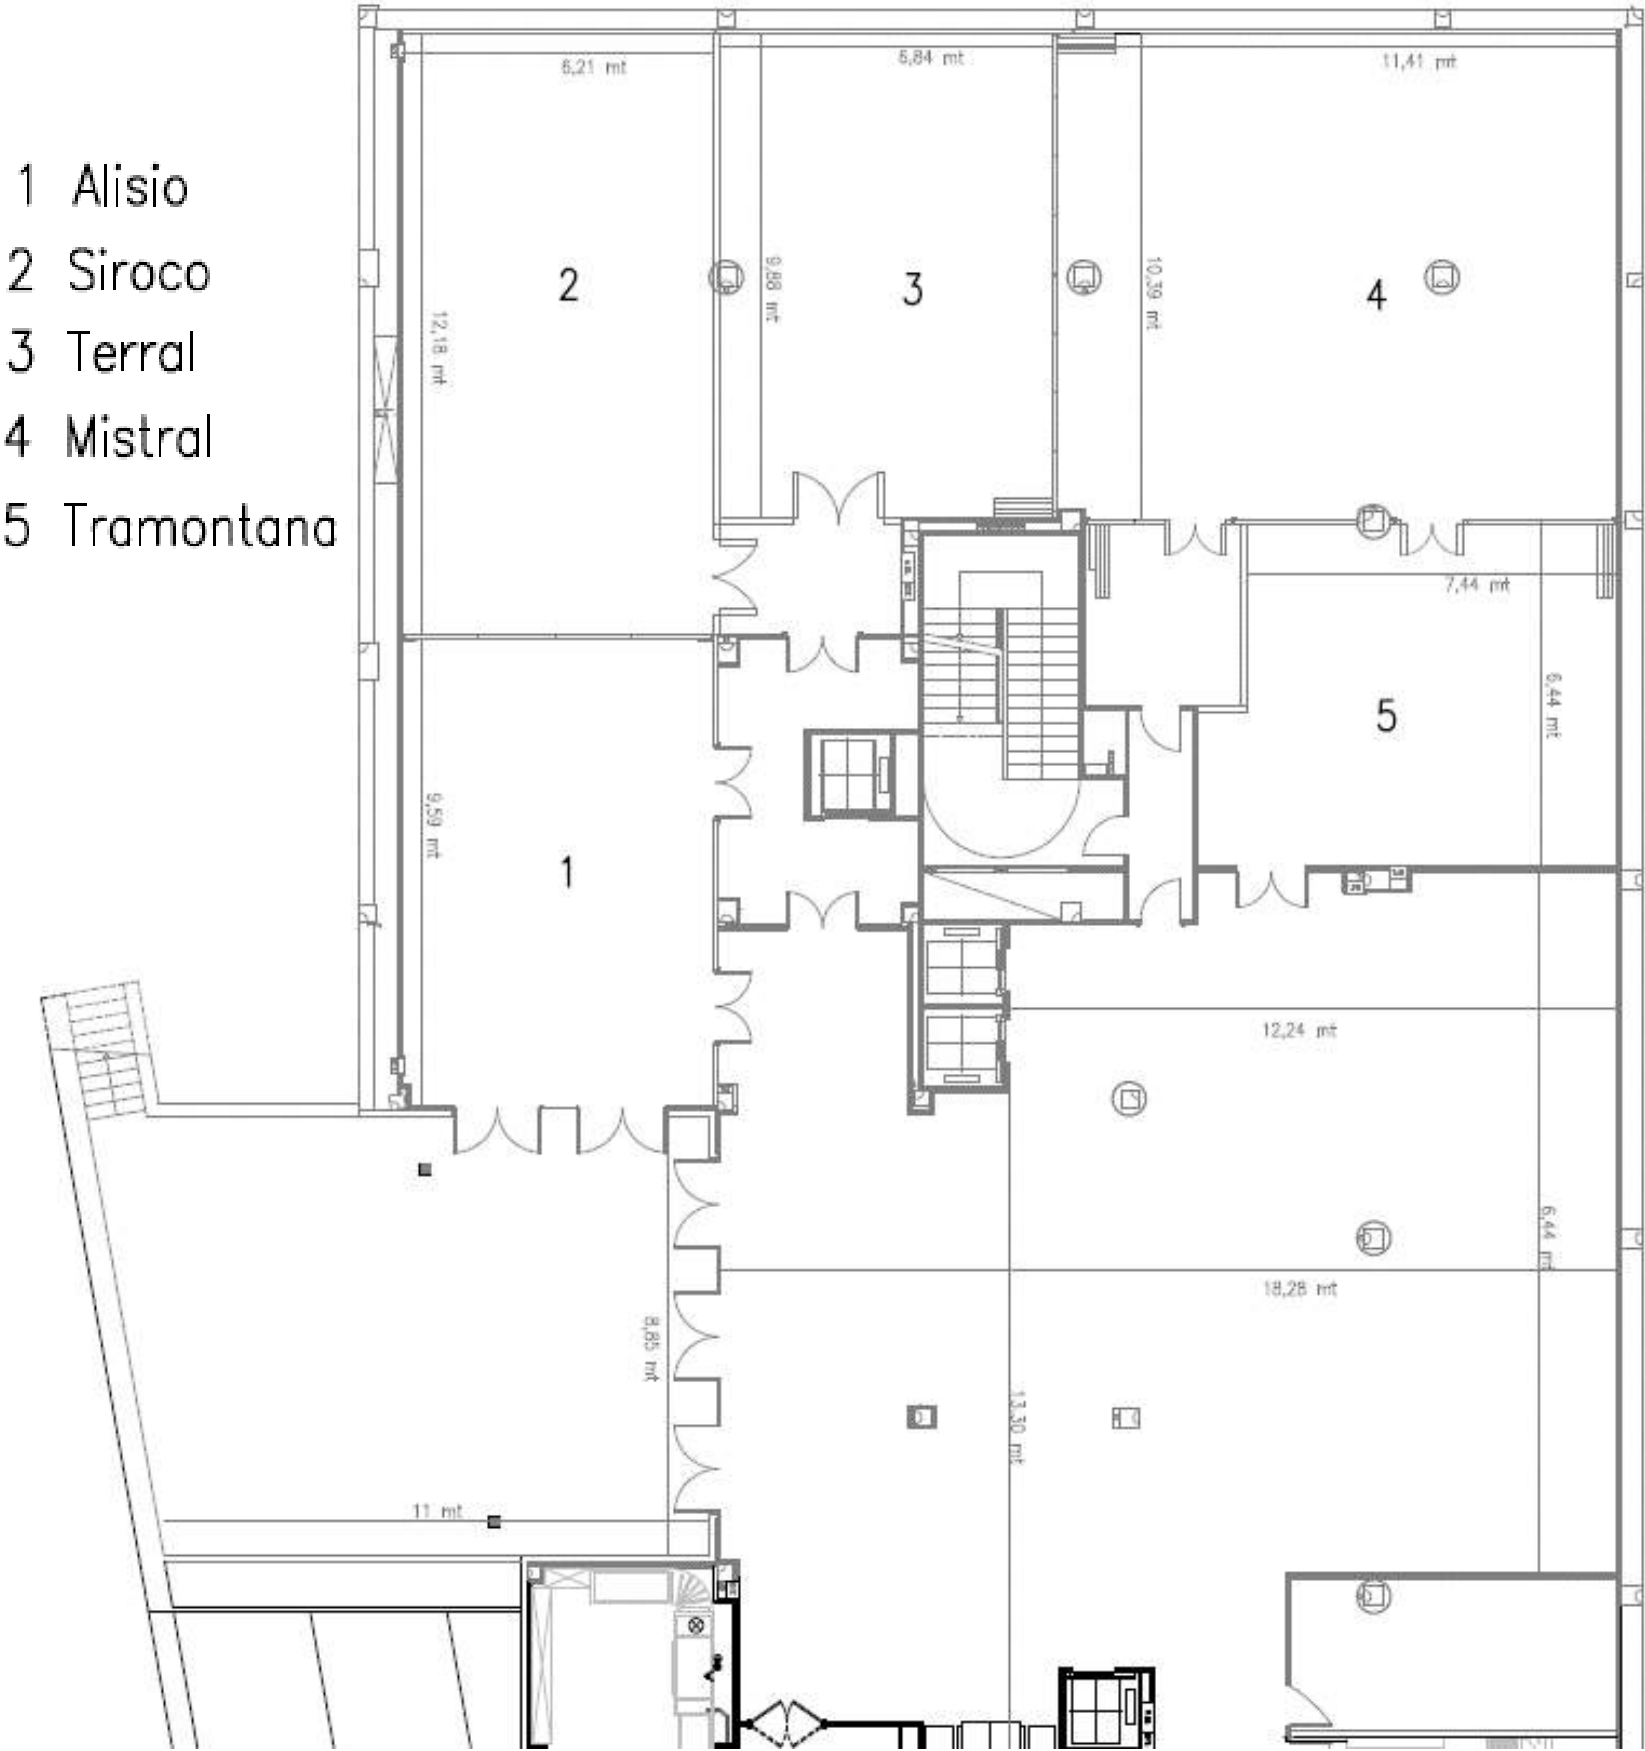 1 Alisio
2 Siroco
3 Terral
4 Mistral
5 Tramontana
6,21 mt
6,84 mt
11,41 mt
2
3
4
9,88 mt
10,39 mt
12,18 mt
7,44 mt
6,44 mt
5
9,59 mt
1
12,24 mt
6,44 mt
18,28 mt
8,85 mt
13,30 mt
11 mt